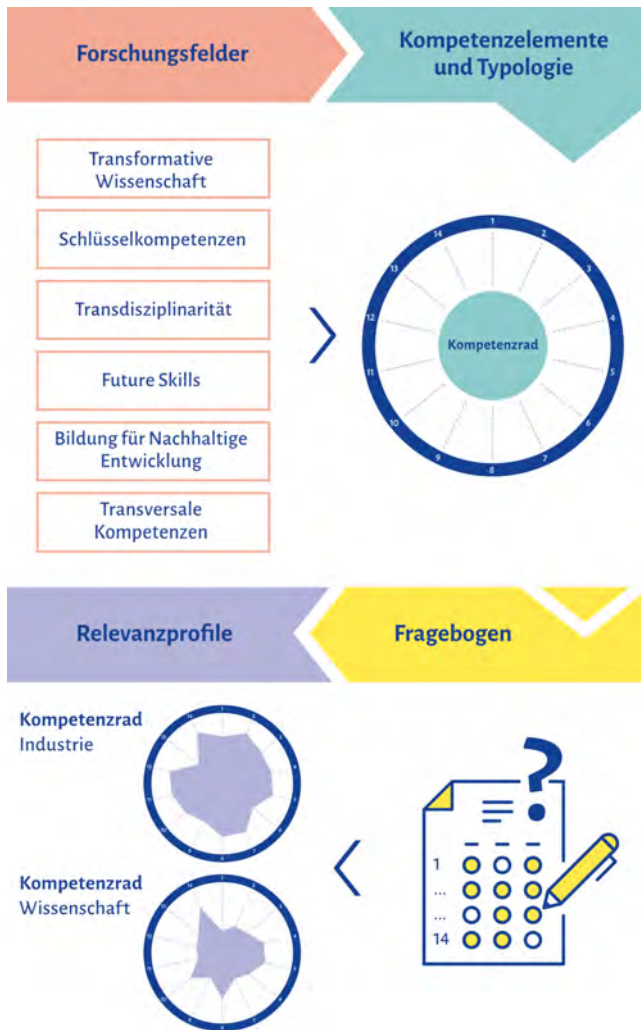 Forschungsfelder
Kompetenzelemente
und Typologie
Transformative
Wissenschaft
Schlüsselkompetenzen
Transdisziplinarität
Future Skills
Bildung für Nachhaltige
Entwicklung
Transversale
Kompetenzen
1
2
3
4
5
6
7
8
9
10
11
12
13
14
Kompetenzrad
Relevanzprofile
Fragebogen
Kompetenzrad
Industrie
Kompetenzrad
Wissenschaft
?
1
...
...
14